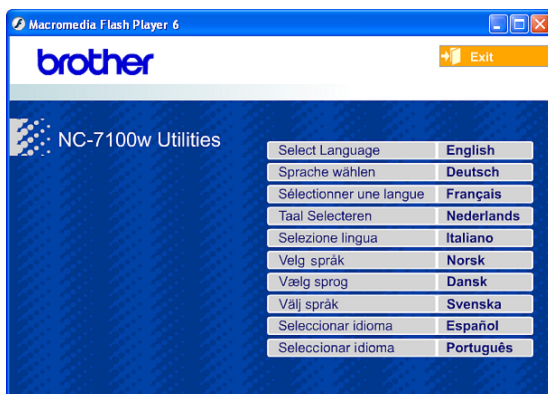 Macromedia Flash Player 6
brother
Exit
NC-7100w Utilities
Select Language English
Sprache wählen Deutsch
Sélectionner une langue Français
Taal Selecteren Nederlands
Selezione lingua Italiano
Velg språk Norsk
Vælg sprog Dansk
Välj språk Svenska
Seleccionar idioma Español
Seleccionar idioma Português